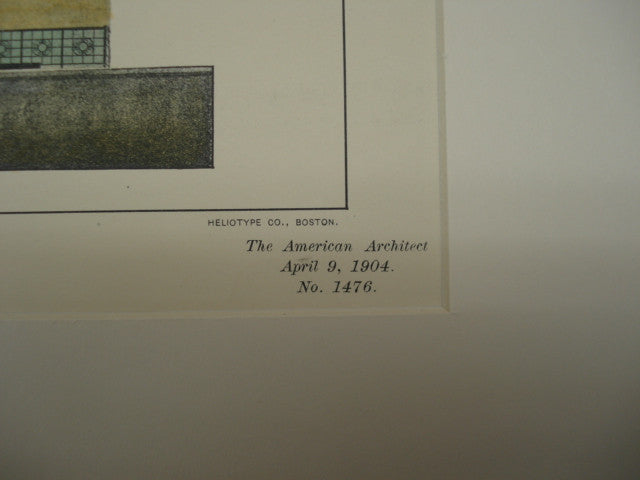 HELIOTYPE CO., BOSTON.
The American Architect
April 9, 1904.
No. 1476.